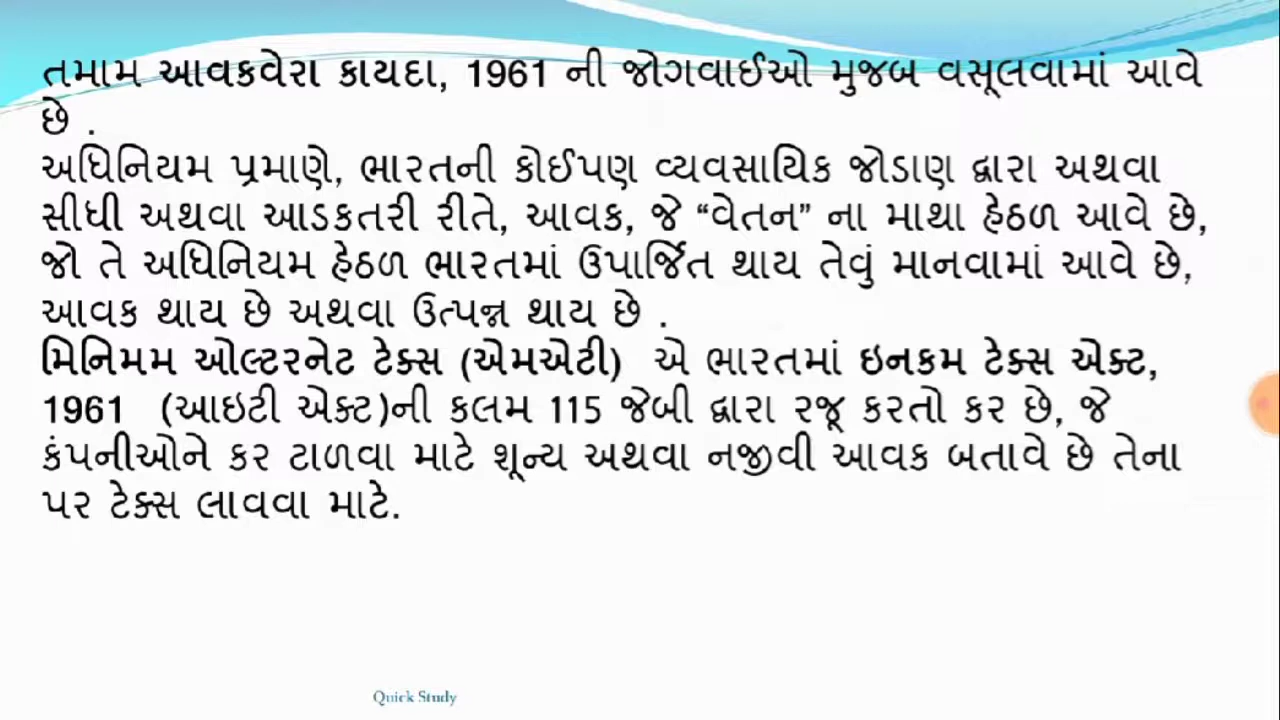 તમામ આવકવેરા કાયદા, 1961 ની જોગવાઈઓ મુજબ વસૂલવામાં આવે
છે .
અધિનિયમ પ્રમાણે, ભારતની કોઈપણ વ્યવસાયિક જોડાણ દ્વારા અથવા
સીધી અથવા આડકતરી રીતે, આવક, જે “વેતન” ના માથા હેઠળ આવે છે,
જો તે અધિનિયમ હેઠળ ભારતમાં ઉપાર્જિત થાય તેવું માનવામાં આવે છે,
આવક થાય છે અથવા ઉત્પન્ન થાય છે .
મિનિમમ ઓલ્ટરનેટ ટેક્સ (એમએટી) એ ભારતમાં ઇનકમ ટેક્સ એક્ટ,
1961 (આઇટી એક્ટ)ની કલમ 115 જેબી દ્વારા રજૂ કરતો કર છે, જે
કંપનીઓને કર ટાળવા માટે શૂન્ય અથવા નજીવી આવક બતાવે છે તેના
પર ટેક્સ લાવવા માટે.
Quick Study